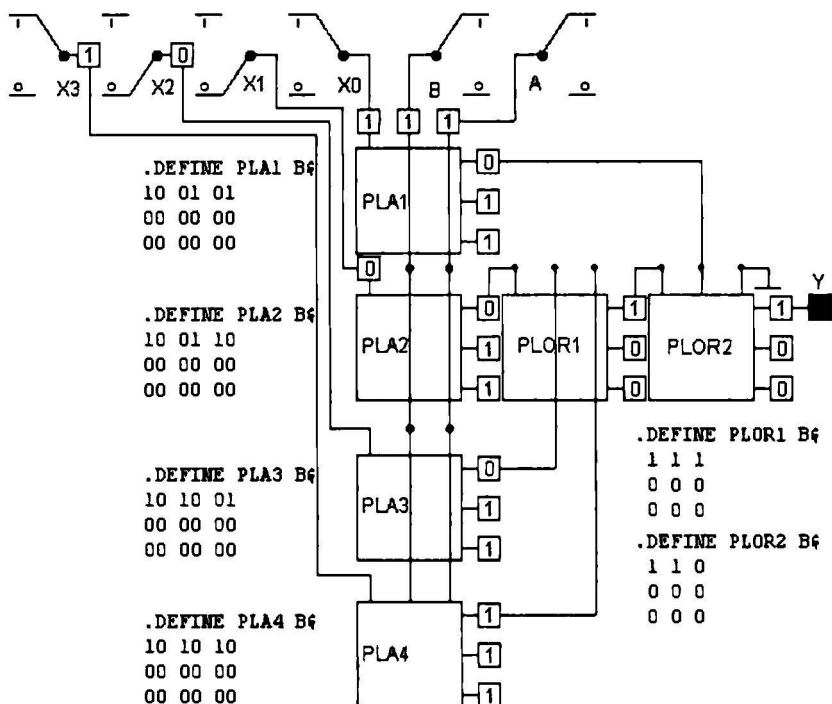 1 0
X3 X2 X1 X0 B A
1 1 1
.DEFINE PLA1 B$
10 01 01
00 00 00
00 00 00
PLA1
0
1
1
0
.DEFINE PLA2 B$
10 01 10
00 00 00
00 00 00
PLA2
0
1
1
PLOR1
1
0
0
PLOR2
1
0
0
Y
.DEFINE PLA3 B$
10 10 01
00 00 00
00 00 00
PLA3
0
1
1
.DEFINE PLOR1 B$
1 1 1
0 0 0
0 0 0
.DEFINE PLOR2 B$
1 1 0
0 0 0
0 0 0
.DEFINE PLA4 B$
10 10 10
00 00 00
00 00 00
PLA4
1
1
1